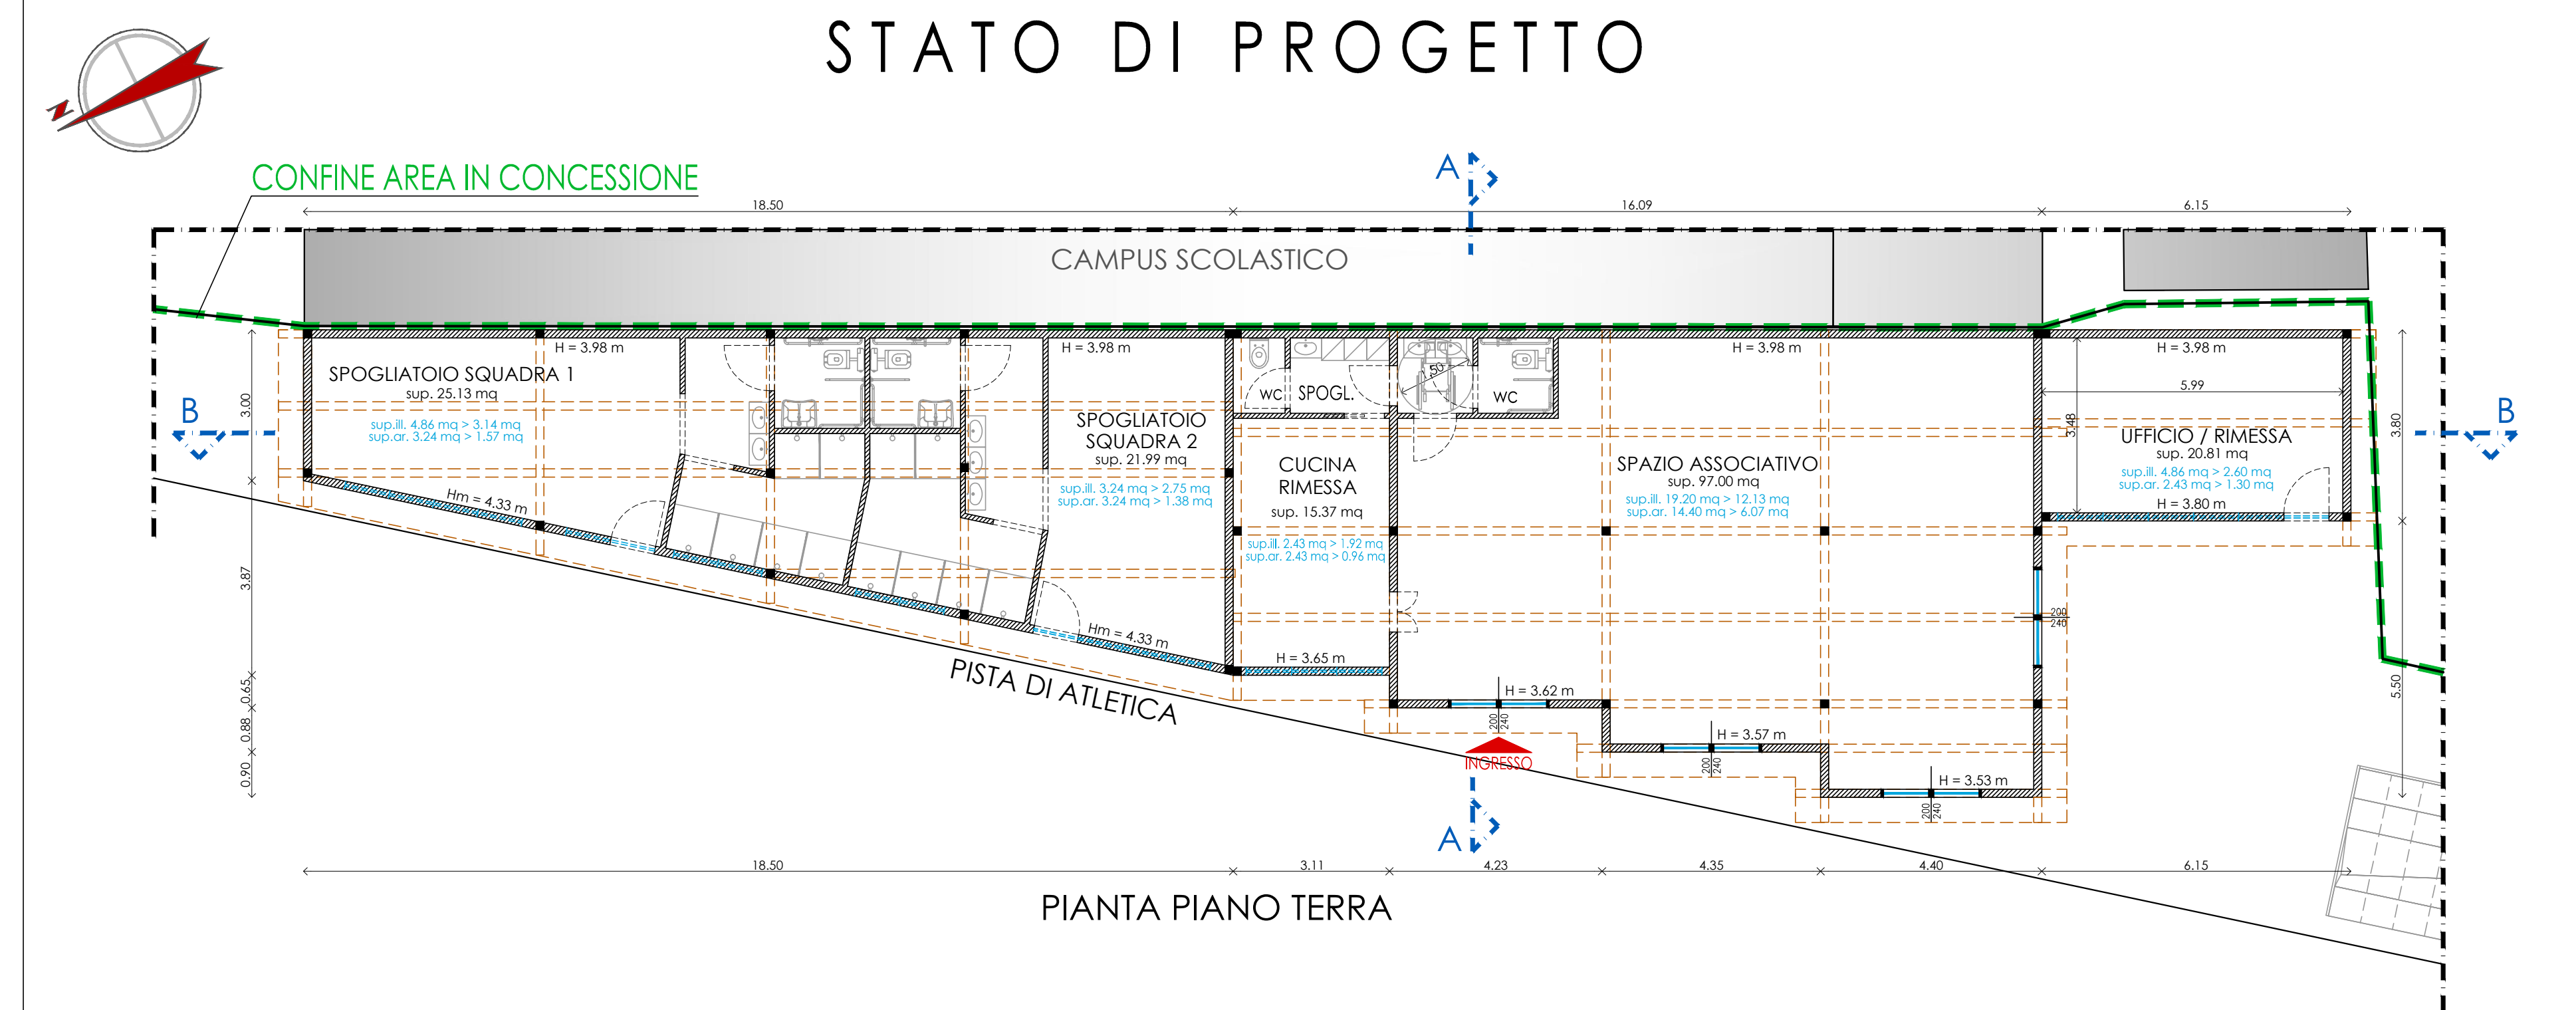 STATO DI PROGETTO
N
CONFINE AREA IN CONCESSIONE
A
18.50
16.09
6.15
CAMPUS SCOLASTICO
H = 3.98 m
H = 3.98 m
H = 3.98 m
H = 3.98 m
SPOGLIATOIO SQUADRA 1
sup. 25.13 mq
sup.ill. 4.86 mq > 3.14 mq
sup.ar. 3.24 mq > 1.57 mq
B
3.00
Hm = 4.33 m
SPOGLIATOIO
SQUADRA 2
sup. 21.99 mq
sup.ill. 3.24 mq > 2.75 mq
sup.ar. 3.24 mq > 1.38 mq
Hm = 4.33 m
WC
SPOGL.
WC
CUCINA
RIMESSA
sup. 15.37 mq
sup.ill. 2.43 mq > 1.92 mq
sup.ar. 2.43 mq > 0.96 mq
H = 3.65 m
SPAZIO ASSOCIATIVO
sup. 97.00 mq
sup.ill. 19.20 mq > 12.13 mq
sup.ar. 14.40 mq > 6.07 mq
5.99
3.48
UFFICIO / RIMESSA
sup. 20.81 mq
sup.ill. 4.86 mq > 2.60 mq
sup.ar. 2.43 mq > 1.30 mq
H = 3.80 m
3.80
B
3.87
200
240
PISTA DI ATLETICA
0.65
0.88
0.90
H = 3.62 m
200
240
INGRESSO
H = 3.57 m
200
240
H = 3.53 m
200
240
5.50
A
18.50
3.11
4.23
4.35
4.40
6.15
PIANTA PIANO TERRA